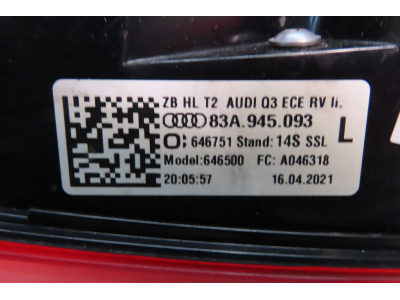 ZB HL T2 AUDI Q3 ECE RV li.
83A.945.093
646751 Stand: 14S SSL L
Model:646500 FC: A046318
20:05:57 16.04.2021